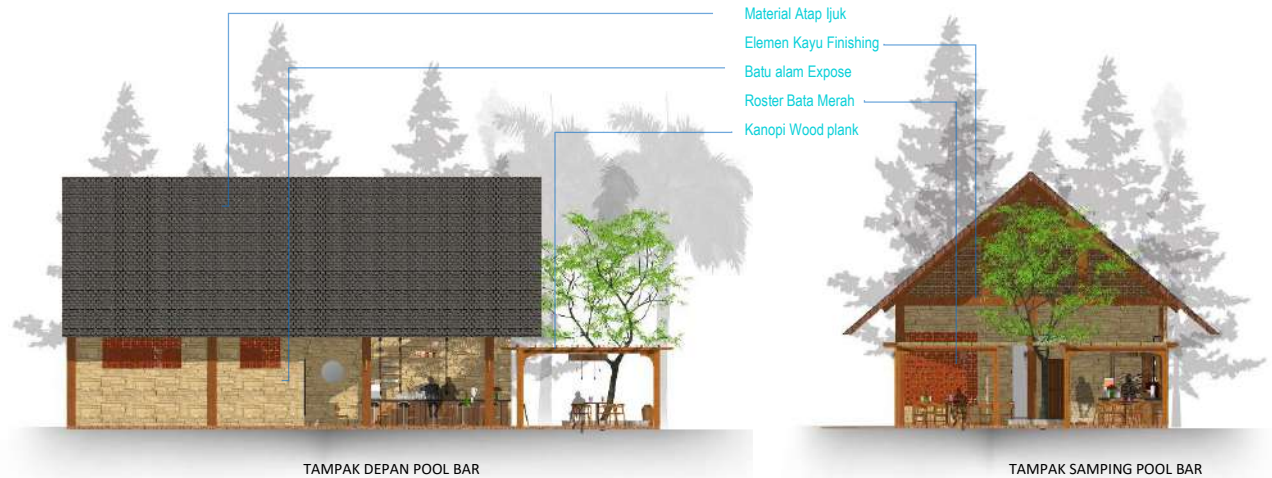 Material Atap Ijuk
Elemen Kayu Finishing
Batu alam Expose
Roster Bata Merah
Kanopi Wood plank
TAMPAK DEPAN POOL BAR
TAMPAK SAMPING POOL BAR